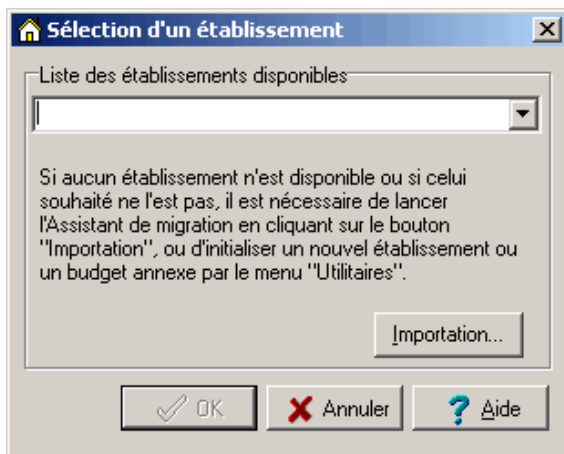 Sélection d'un établissement
Liste des établissements disponibles
Si aucun établissement n'est disponible ou si celui
souhaité ne l'est pas, il est nécessaire de lancer
l'Assistant de migration en cliquant sur le bouton
"Importation", ou d'initialiser un nouvel établissement ou
un budget annexe par le menu "Utilitaires".
Importation...
OK Annuler Aide